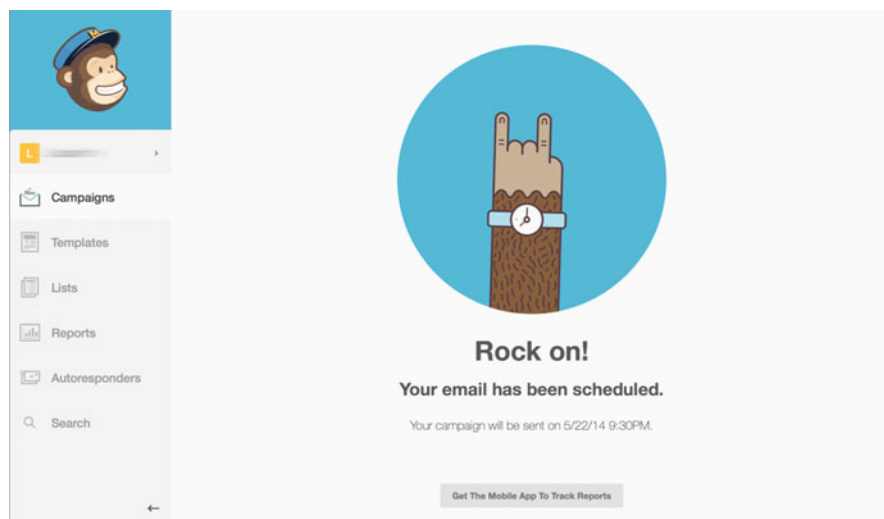 L
Campaigns
Templates
Lists
Reports
Autoresponders
Search
Rock on!
Your email has been scheduled.
Your campaign will be sent on 5/22/14 9:30PM.
Get The Mobile App To Track Reports